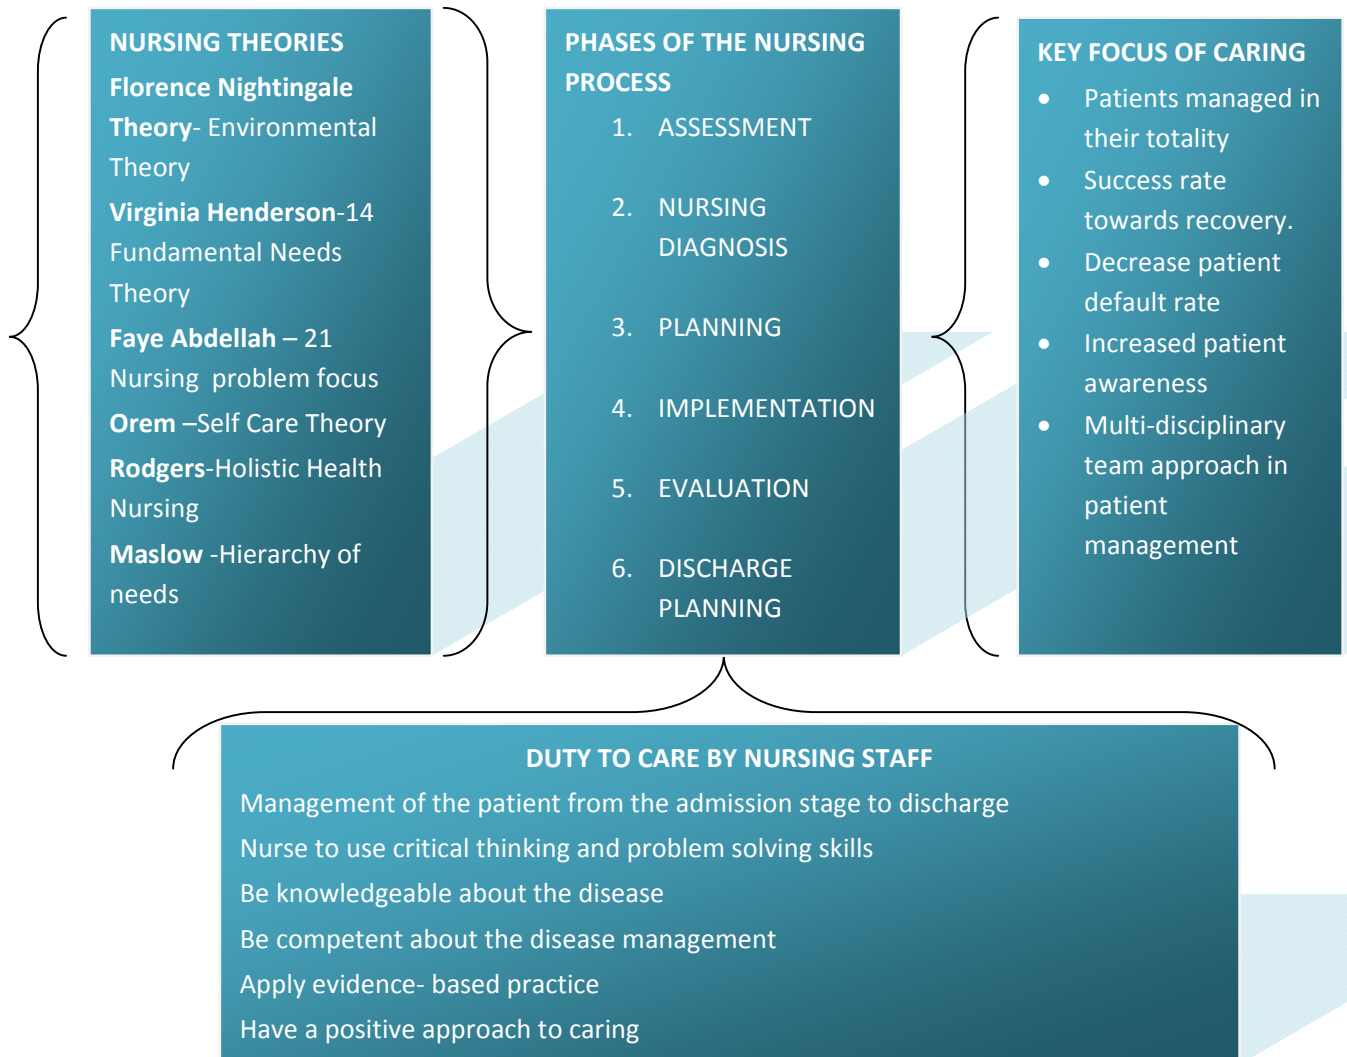 NURSING THEORIES
Florence Nightingale
Theory- Environmental
Theory
Virginia Henderson-14
Fundamental Needs
Theory
Faye Abdellah – 21
Nursing problem focus
Orem –Self Care Theory
Rodgers-Holistic Health
Nursing
Maslow -Hierarchy of
needs
PHASES OF THE NURSING
PROCESS
1. ASSESSMENT
2. NURSING
DIAGNOSIS
3. PLANNING
4. IMPLEMENTATION
5. EVALUATION
6. DISCHARGE
PLANNING
KEY FOCUS OF CARING
• Patients managed in
their totality
• Success rate
towards recovery.
• Decrease patient
default rate
• Increased patient
awareness
• Multi-disciplinary
team approach in
patient
management
DUTY TO CARE BY NURSING STAFF
Management of the patient from the admission stage to discharge
Nurse to use critical thinking and problem solving skills
Be knowledgeable about the disease
Be competent about the disease management
Apply evidence- based practice
Have a positive approach to caring